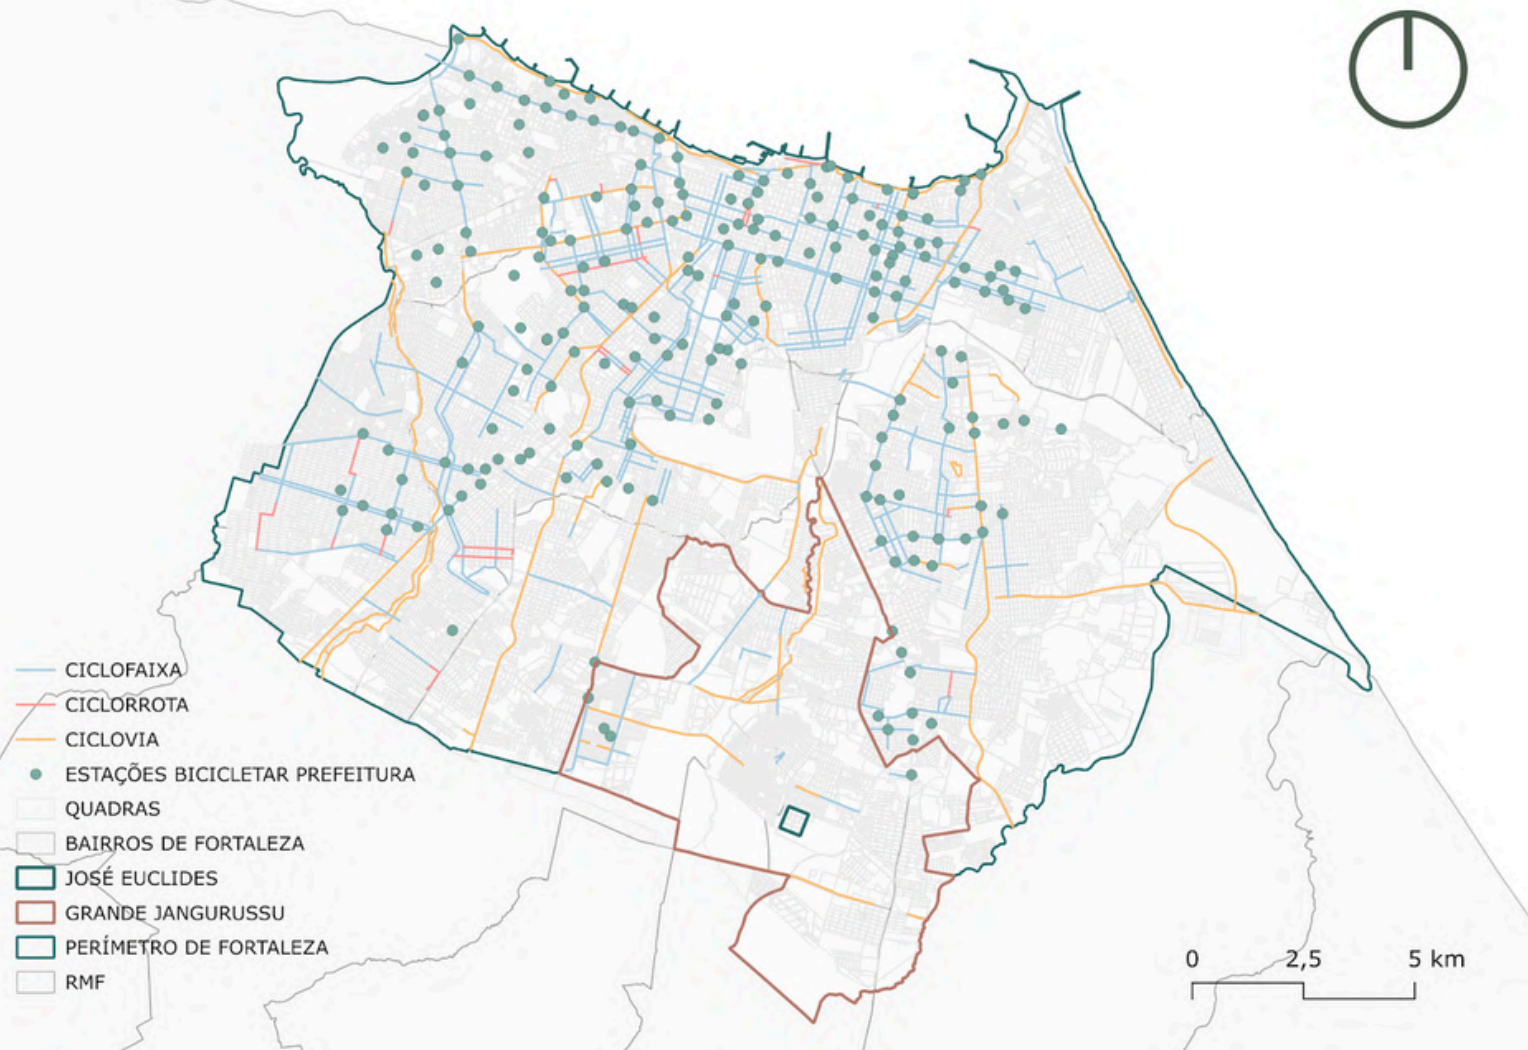 CICLOFAIXA
CICLORROTA
CICLOVIA
ESTAÇÕES BICICLETAR PREFEITURA
QUADRAS
BAIRROS DE FORTALEZA
JOSÉ EUCLIDES
GRANDE JANGURUSSU
PERÍMETRO DE FORTALEZA
RMF
0 2,5 5 km